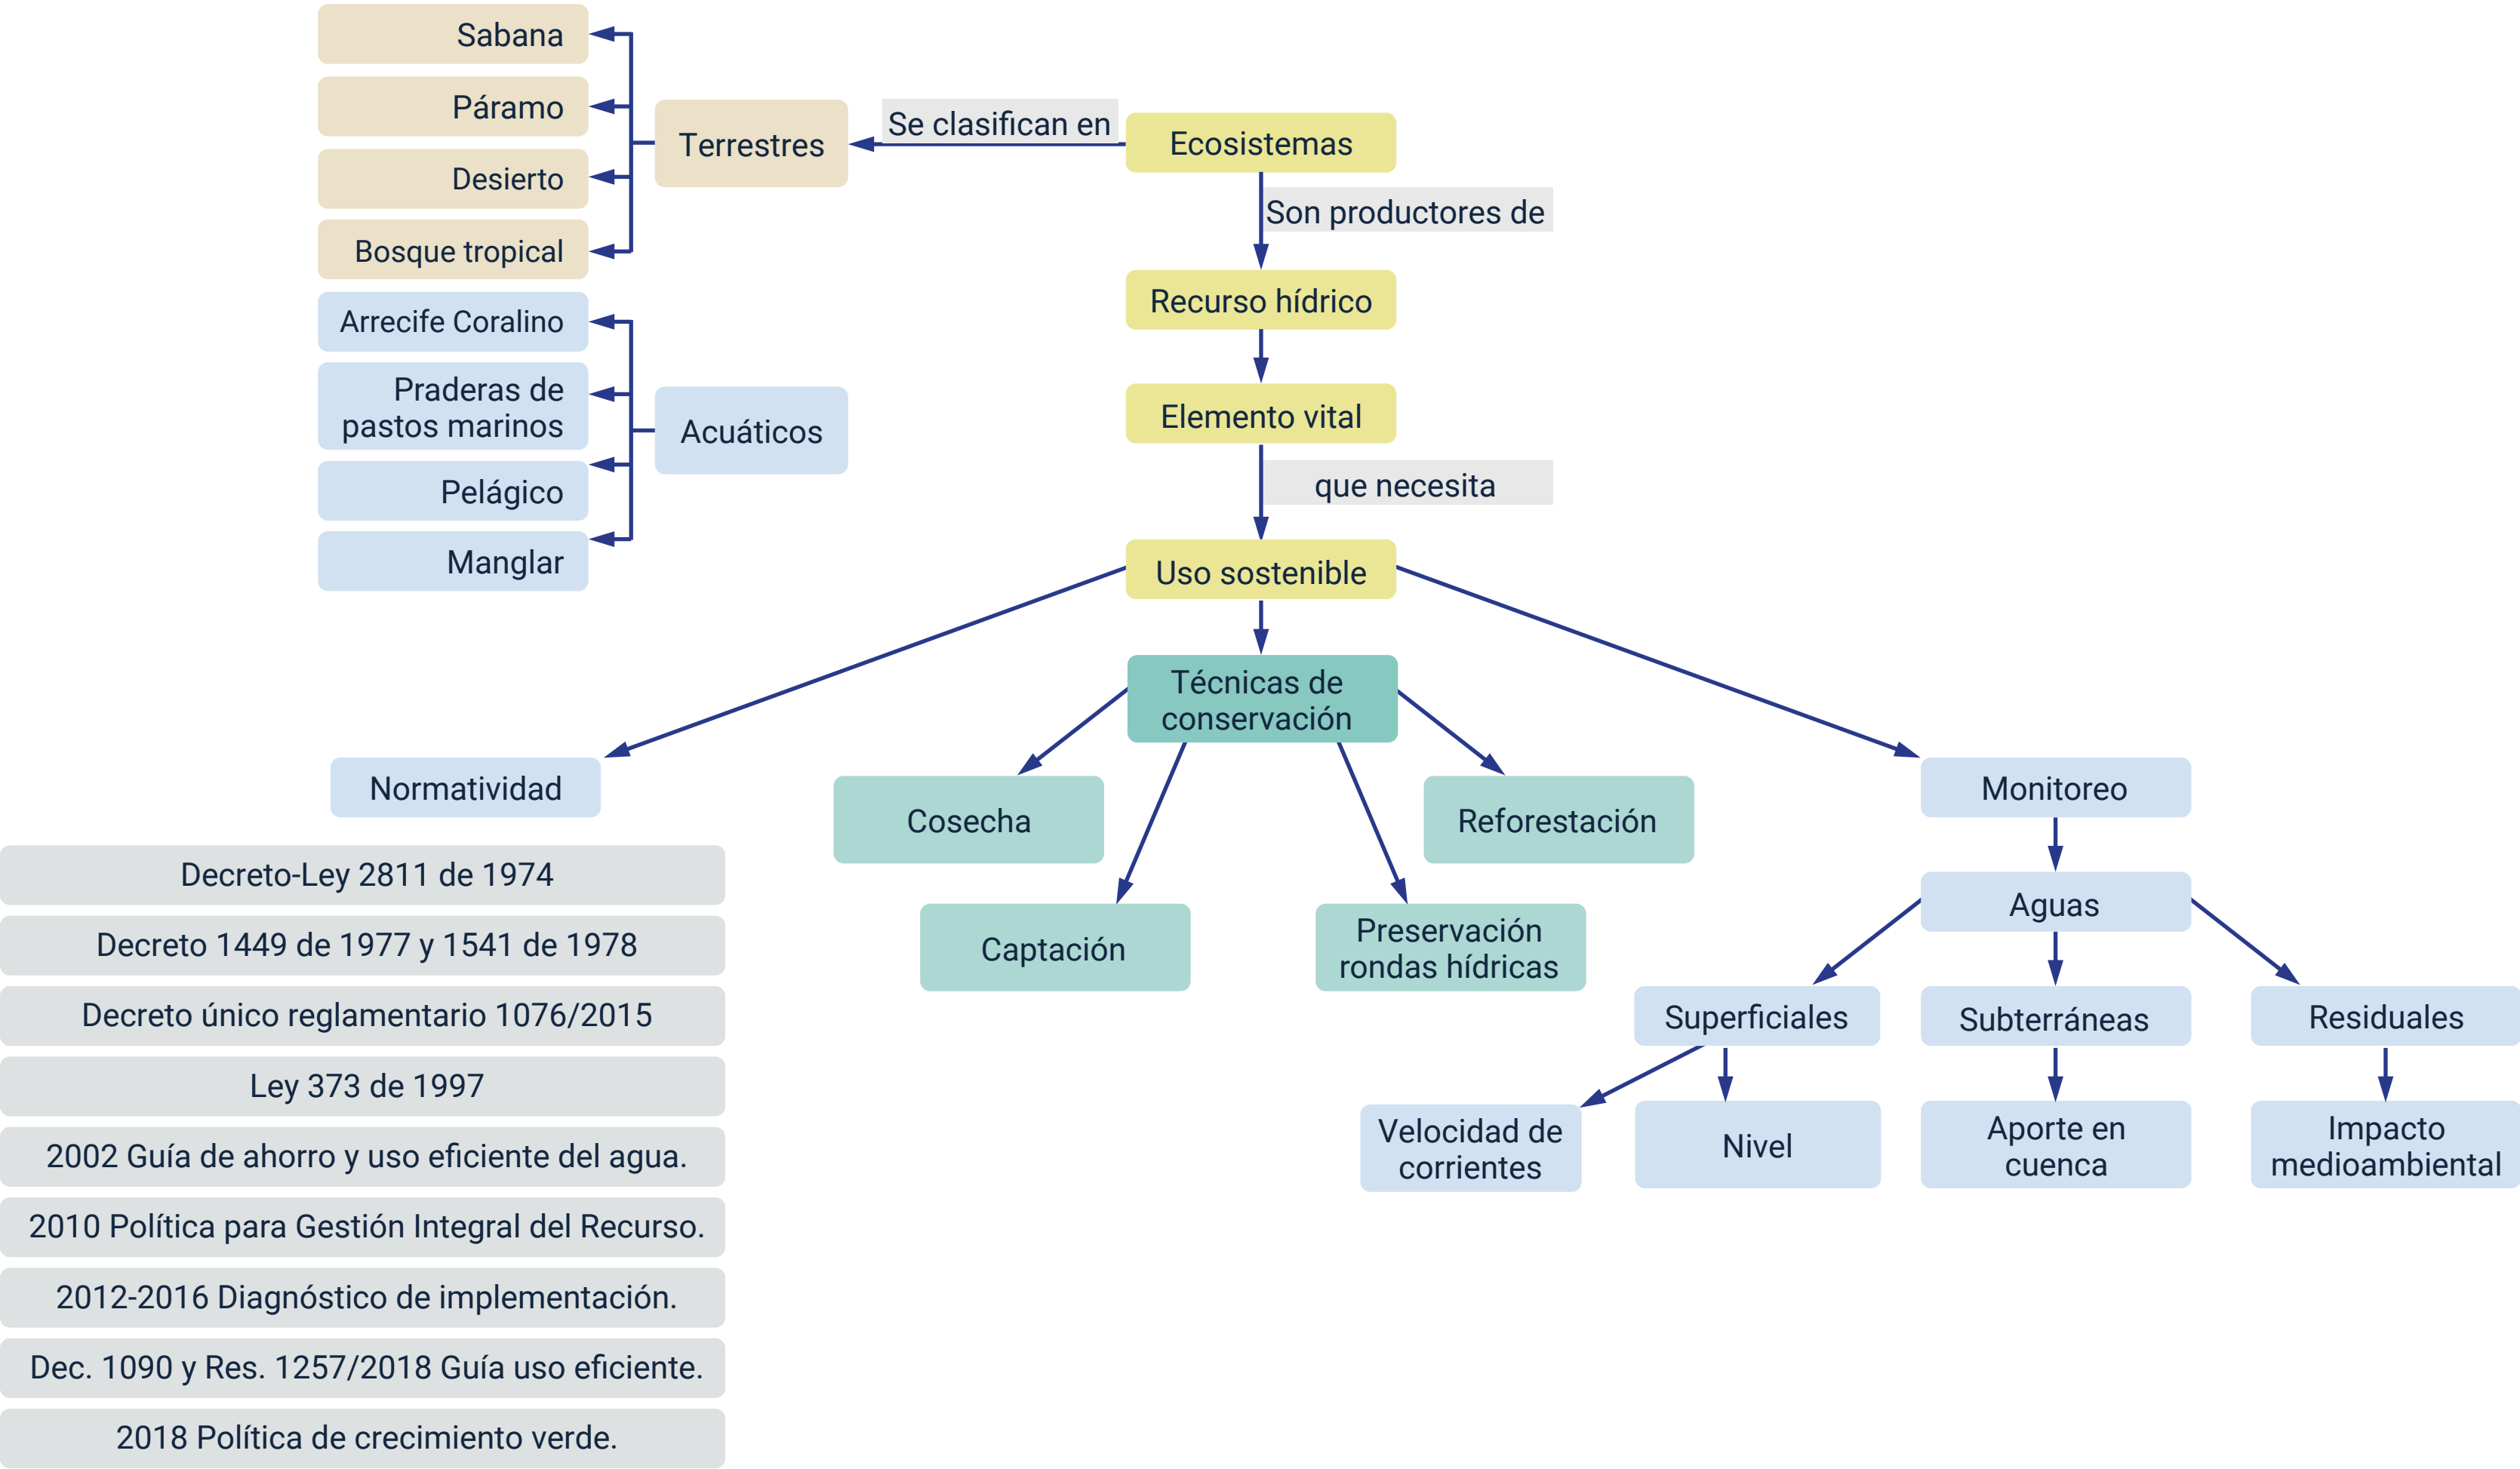 Sabana
Páramo
Desierto
Bosque tropical
Arrecife Coralino
Praderas de
pastos marinos
Pelágico
Manglar
Terrestres
Acuáticos
Se clasifican en
Ecosistemas
Son productores de
Recurso hídrico
Elemento vital
que necesita
Uso sostenible
Normatividad
Decreto-Ley 2811 de 1974
Decreto 1449 de 1977 y 1541 de 1978
Decreto único reglamentario 1076/2015
Ley 373 de 1997
2002 Guía de ahorro y uso eficiente del agua.
2010 Política para Gestión Integral del Recurso.
2012-2016 Diagnóstico de implementación.
Dec. 1090 y Res. 1257/2018 Guía uso eficiente.
2018 Política de crecimiento verde.
Técnicas de
conservación
Cosecha
Captación
Preservación
rondas hídricas
Reforestación
Monitoreo
Aguas
Superficiales
Subterráneas
Residuales
Velocidad de
corrientes
Nivel
Aporte en
cuenca
Impacto
medioambiental